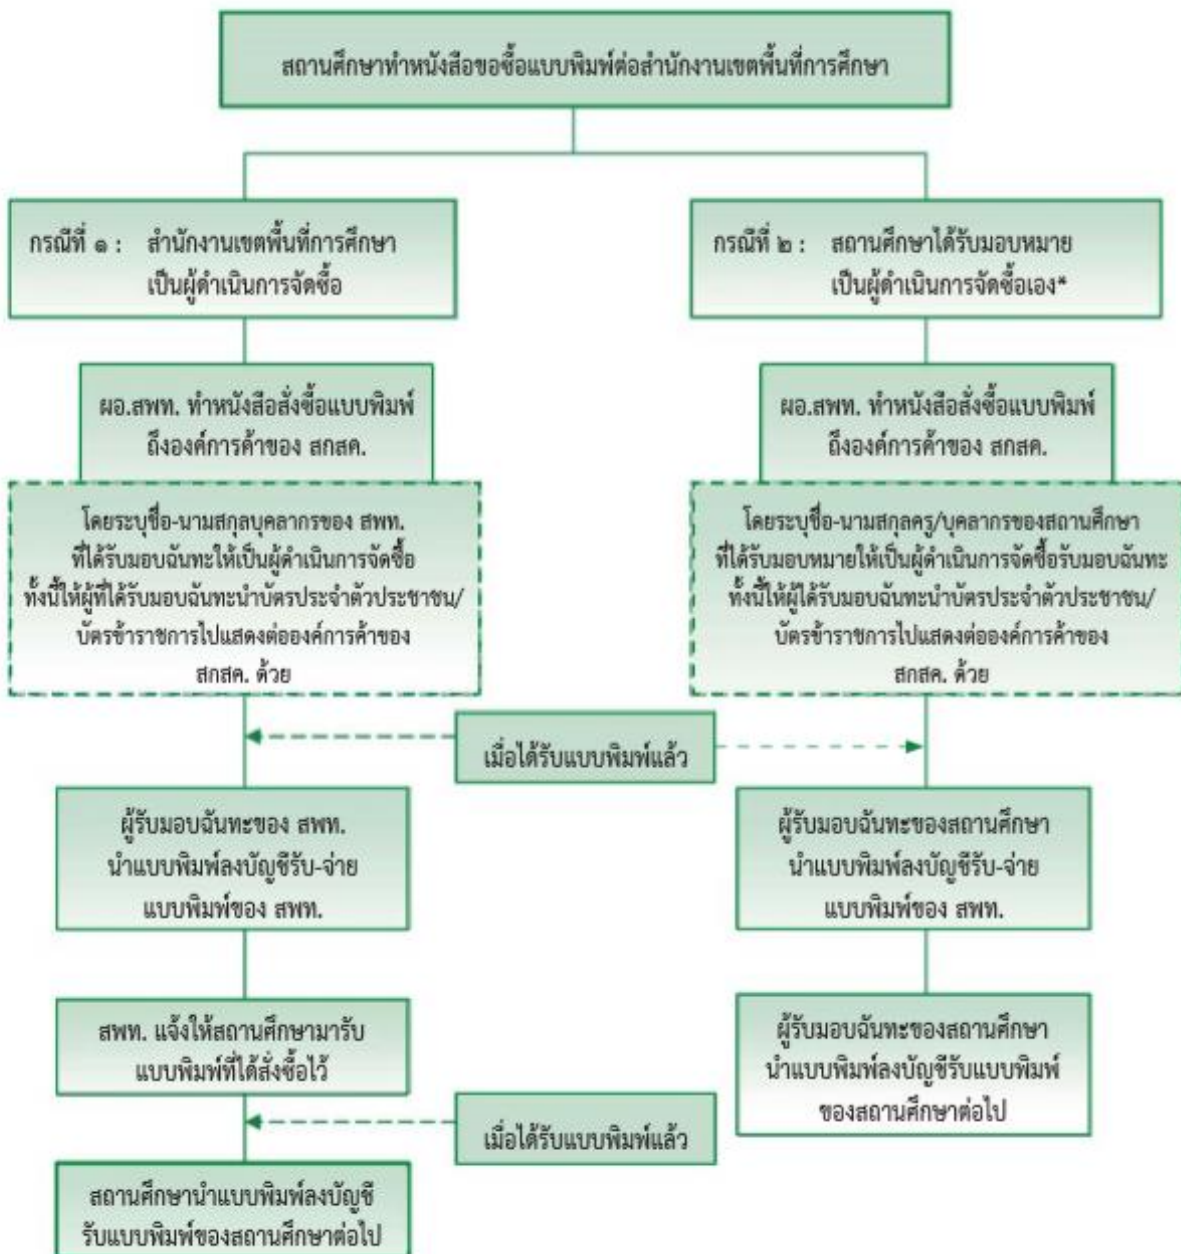 สถานศึกษาทำหนังสือขอซื้อแบบพิมพ์ต่อสำนักงานเขตพื้นที่การศึกษา
กรณีที่ ๑ : สำนักงานเขตพื้นที่การศึกษา
เป็นผู้ดำเนินการจัดซื้อ
กรณีที่ ๒ : สถานศึกษาได้รับมอบหมาย
เป็นผู้ดำเนินการจัดซื้อเอง*
ผอ.สพท. ทำหนังสือสั่งซื้อแบบพิมพ์
ถึงองค์การค้าของ สกสค.
ผอ.สพท. ทำหนังสือสั่งซื้อแบบพิมพ์
ถึงองค์การค้าของ สกสค.
โดยระบุชื่อ-นามสกุลบุคลากรของ สพท.
ที่ได้รับมอบฉันทะให้เป็นผู้ดำเนินการจัดซื้อ
ทั้งนี้ให้ผู้ที่ได้รับมอบฉันทะนำบัตรประจำตัวประชาชน/
บัตรข้าราชการไปแสดงต่อองค์การค้าของ
สกสค. ด้วย
โดยระบุชื่อ-นามสกุลครู/บุคลากรของสถานศึกษา
ที่ได้รับมอบหมายให้เป็นผู้ดำเนินการจัดซื้อรับมอบฉันทะ
ทั้งนี้ให้ผู้ได้รับมอบฉันทะนำบัตรประจำตัวประชาชน/
บัตรข้าราชการไปแสดงต่อองค์การค้าของ
สกสค. ด้วย
เมื่อได้รับแบบพิมพ์แล้ว
ผู้รับมอบฉันทะของ สพท.
นำแบบพิมพ์ลงบัญชีรับ-จ่าย
แบบพิมพ์ของ สพท.
ผู้รับมอบฉันทะของสถานศึกษา
นำแบบพิมพ์ลงบัญชีรับ-จ่าย
แบบพิมพ์ของ สพท.
สพท. แจ้งให้สถานศึกษามารับ
แบบพิมพ์ที่ได้สั่งซื้อไว้
ผู้รับมอบฉันทะของสถานศึกษา
นำแบบพิมพ์ลงบัญชีรับแบบพิมพ์
ของสถานศึกษาต่อไป
เมื่อได้รับแบบพิมพ์แล้ว
สถานศึกษานำแบบพิมพ์ลงบัญชี
รับแบบพิมพ์ของสถานศึกษาต่อไป